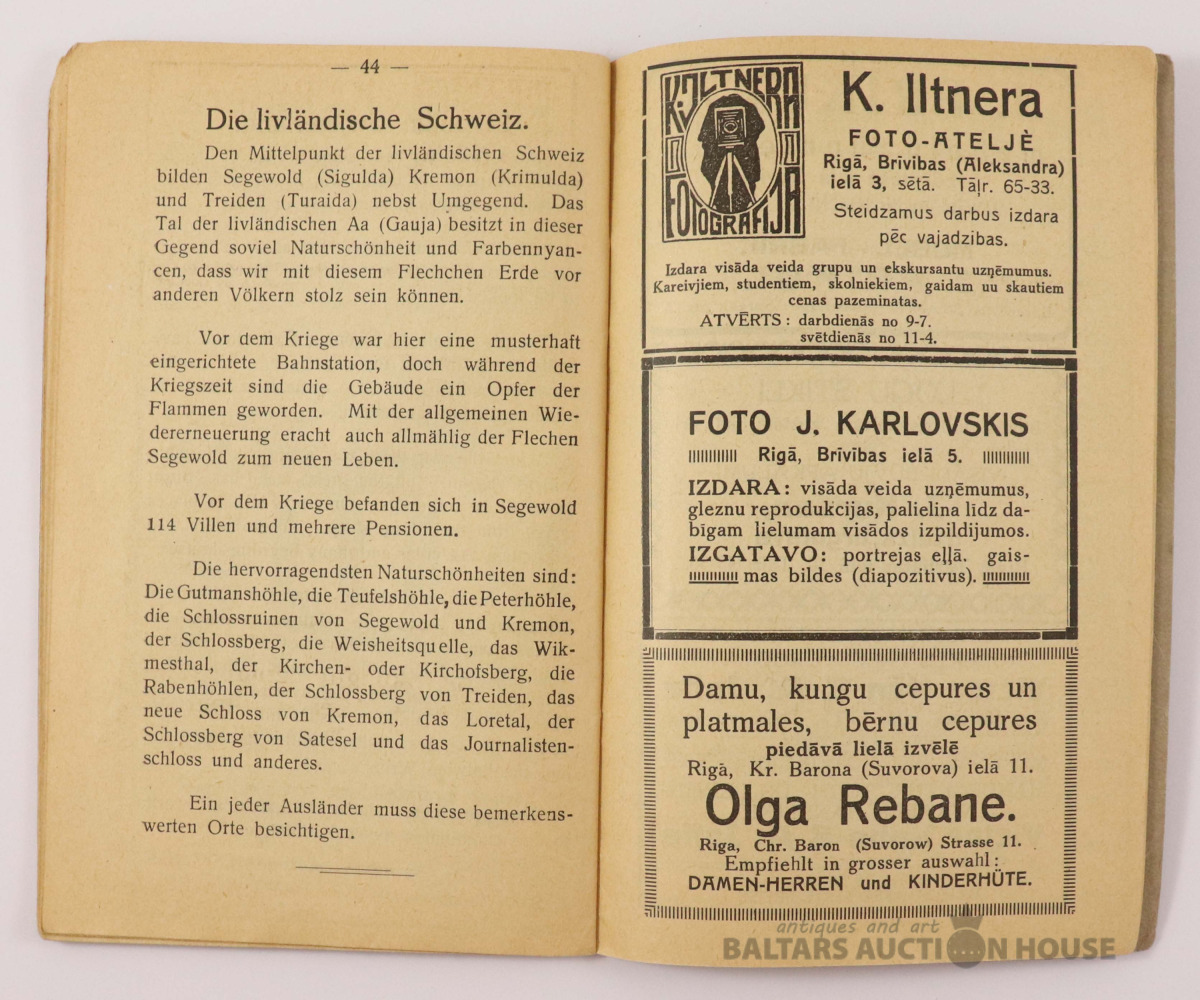 — 44 —
Die livländische Schweiz.
Den Mittelpunkt der livländischen Schweiz
bilden Segewold (Sigulda) Kremon (Krimulda)
und Treiden (Turaida) nebst Umgegend. Das
Tal der livländischen Aa (Gauja) besitzt in dieser
Gegend soviel Naturschönheit und Farbennyan-
cen, dass wir mit diesem Flechchen Erde vor
anderen Völkern stolz sein können.
Vor dem Kriege war hier eine musterhaft
eingerichtete Bahnstation, doch während der
Kriegszeit sind die Gebäude ein Opfer der
Flammen geworden. Mit der allgemeinen Wie-
dererneuerung eracht auch allmählig der Flechen
Segewold zum neuen Leben.
Vor dem Kriege befanden sich in Segewold
114 Villen und mehrere Pensionen.
Die hervorragendsten Naturschönheiten sind:
Die Gutmanshöhle, die Teufelshöhle, die Peterhöhle,
die Schlossruinen von Segewold und Kremon,
der Schlossberg, die Weisheitsquelle, das Wik-
mesthal, der Kirchen- oder Kirchofsberg, die
Rabenhöhlen, der Schlossberg von Treiden, das
neue Schloss von Kremon, das Loretal, der
Schlossberg von Satesel und das Journalisten-
schloss und anderes.
Ein jeder Ausländer muss diese bemerkens-
werten Orte besichtigen.
K. JLTNERA
FOTOGRAFIJA
K. Iltnera
FOTO-ATELJÈ
Rigā, Brīvības (Aleksandra)
ielā 3, sētā. Tāļr. 65-33.
Steidzamus darbus izdara
pēc vajadzibas.
Izdara visāda veida grupu un ekskursantu uzņēmumus.
Kareivjiem, studentiem, skolniekiem, gaidam uu skautiem
cenas pazeminatas.
ATVĒRTS: darbdienās no 9-7.
svētdienās no 11-4.
FOTO J. KARLOVSKIS
Rigā, Brīvibas ielā 5.
IZDARA: visāda veida uzņēmumus,
gleznu reprodukcijas, palielina līdz da-
bīgam lielumam visādos izpildijumos.
IZGATAVO: portrejas eļļā. gais-
mas bildes (diapozitivus).
Damu, kungu cepures un
platmales, bērnu cepures
piedāvā lielā izvēlē
Rigā, Kr. Barona (Suvorova) ielā 11.
Olga Rebane.
Riga, Chr. Baron (Suvorow) Strasse 11.
Empfiehlt in grosser auswahl:
DAMEN-HERREN und KINDERHÜTE.
antiques and art
BALTARS AUCTION HOUSE